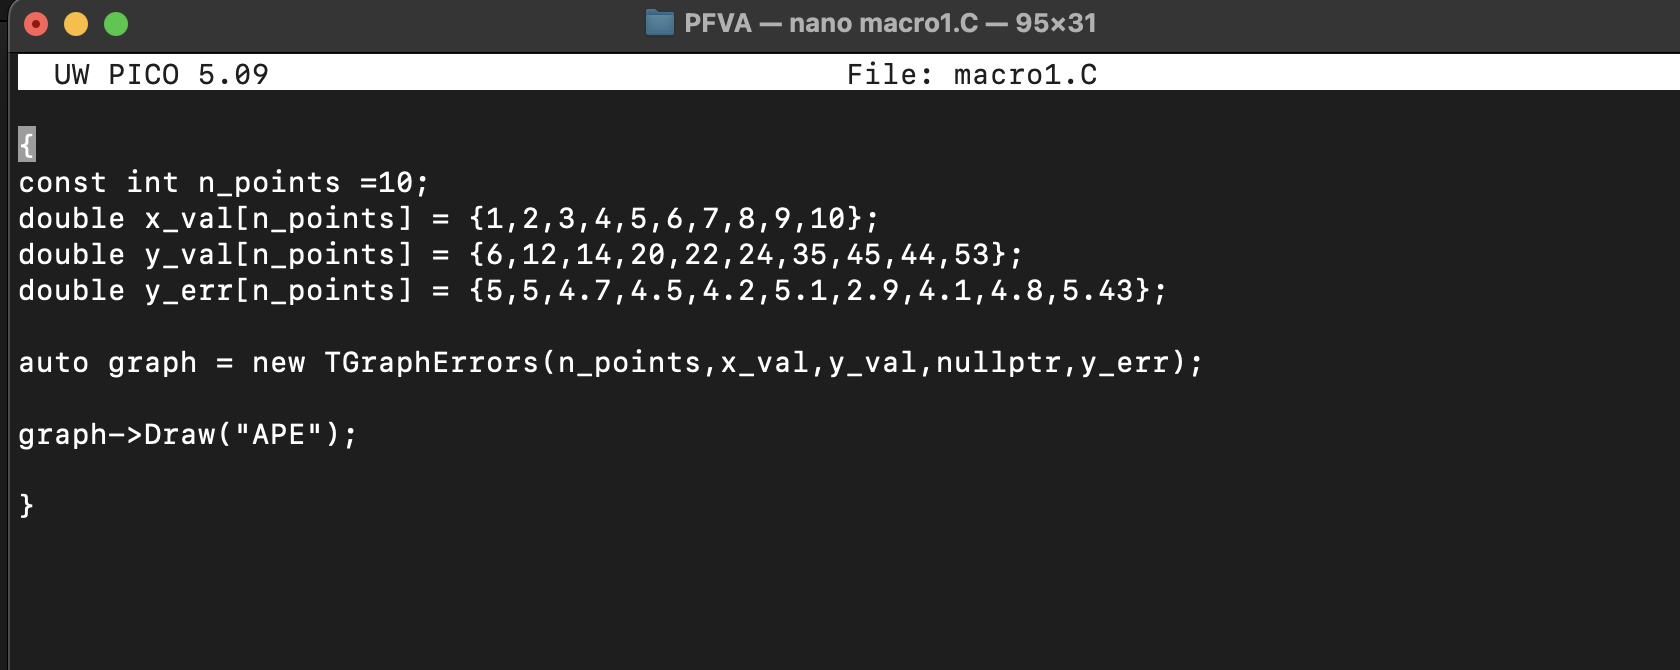 PFVA — nano macro1.C — 95×31
UW PICO 5.09 File: macro1.C
{
const int n_points =10;
double x_val[n_points] = {1,2,3,4,5,6,7,8,9,10};
double y_val[n_points] = {6,12,14,20,22,24,35,45,44,53};
double y_err[n_points] = {5,5,4.7,4.5,4.2,5.1,2.9,4.1,4.8,5.43};
auto graph = new TGraphErrors(n_points,x_val,y_val,nullptr,y_err);
graph->Draw("APE");
}